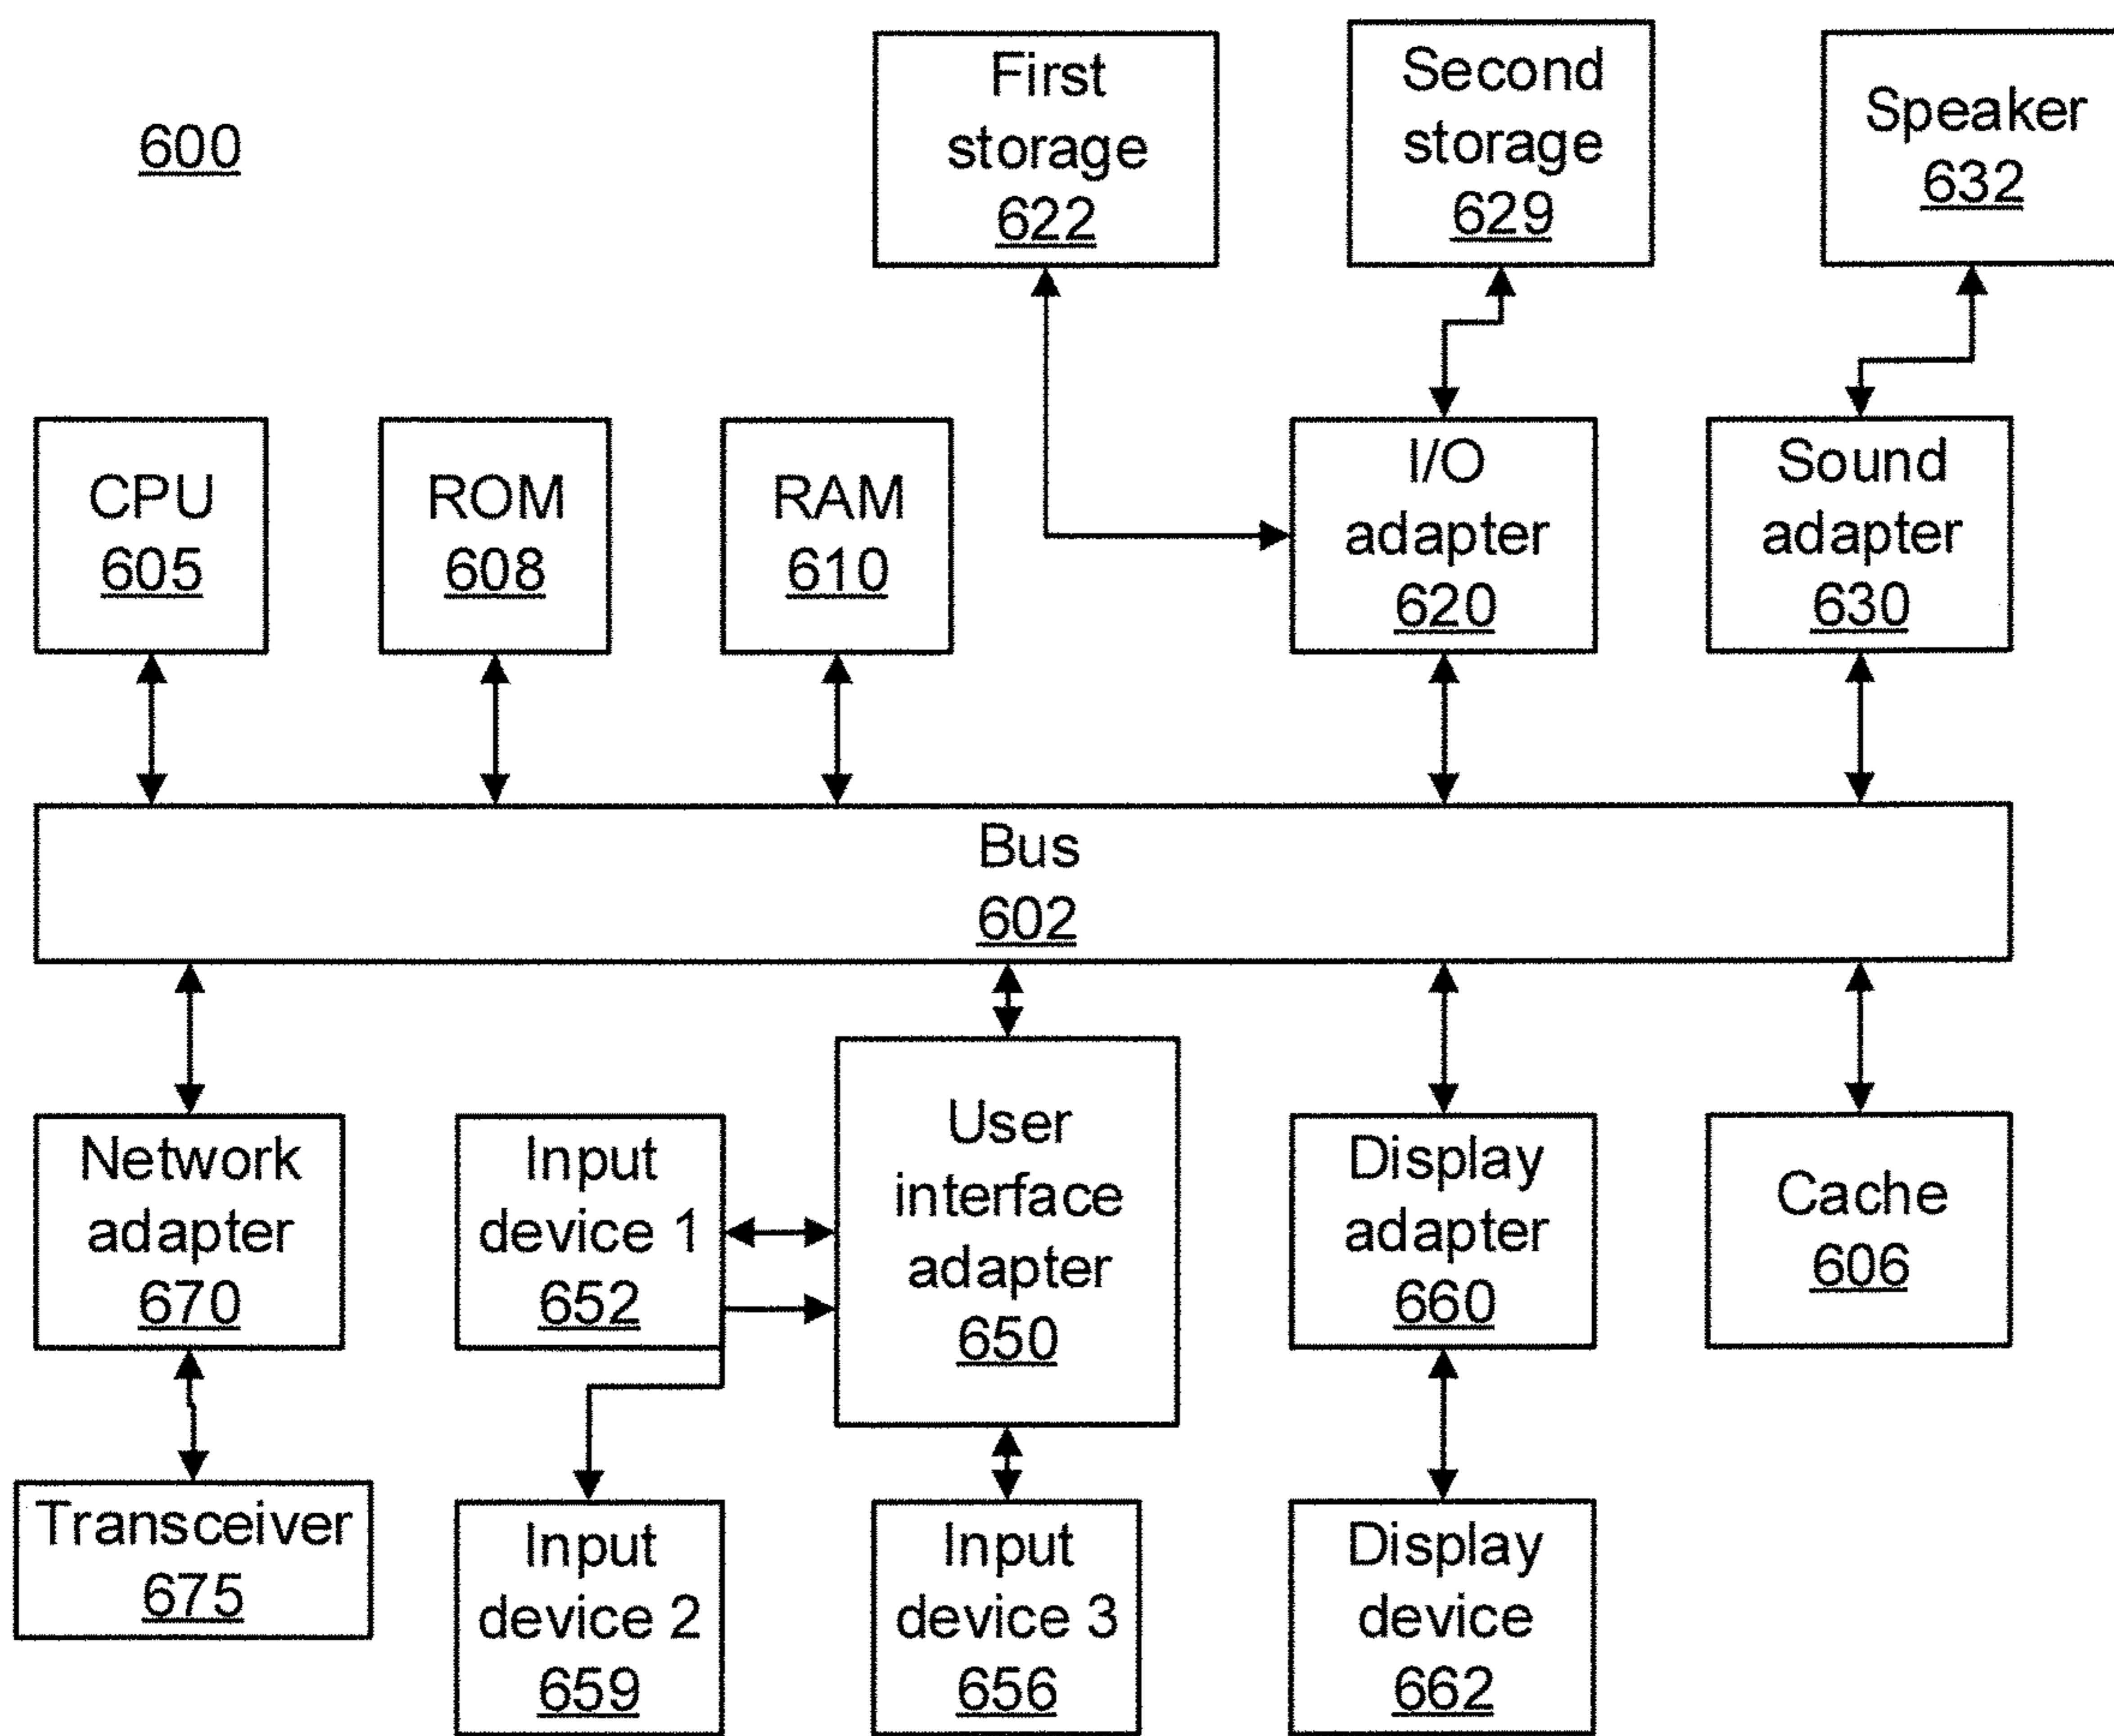 600
First
storage
622
Second
storage
629
Speaker
632
CPU
605
ROM
608
RAM
610
I/O
adapter
620
Sound
adapter
630
Bus
602
Network
adapter
670
Input
device 1
652
User
interface
adapter
650
Display
adapter
660
Cache
606
Transceiver
675
Input
device 2
659
Input
device 3
656
Display
device
662